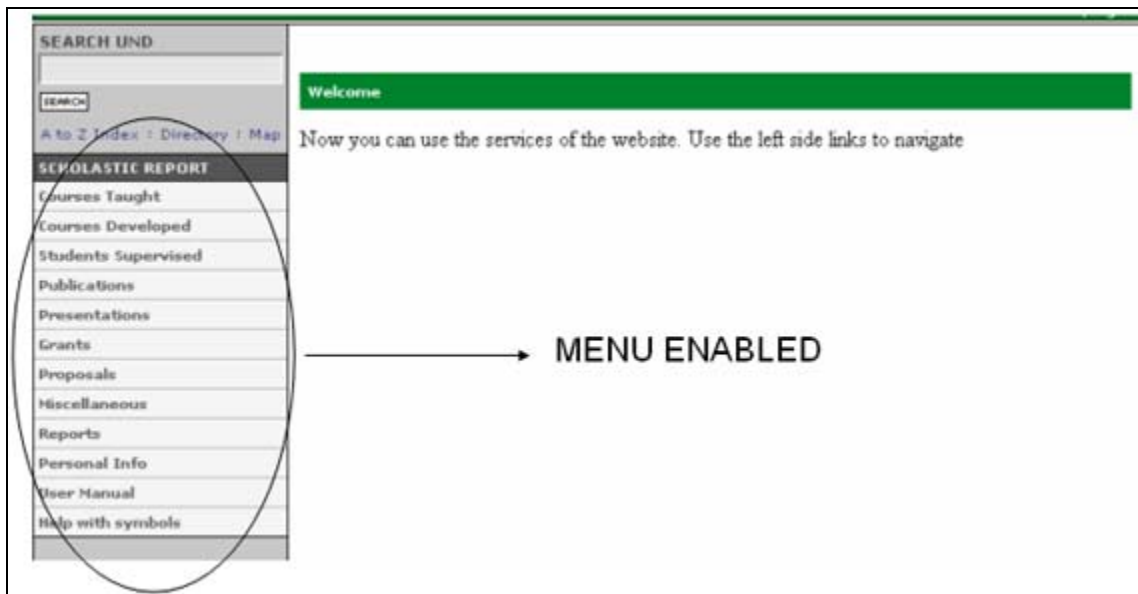 SEARCH UND
SEARCH
A to Z Index : Directory : Map
SCHOLASTIC REPORT
Courses Taught
Courses Developed
Students Supervised
Publications
Presentations
Grants
Proposals
Miscellaneous
Reports
Personal Info
User Manual
Help with symbols
Welcome
Now you can use the services of the website. Use the left side links to navigate
MENU ENABLED